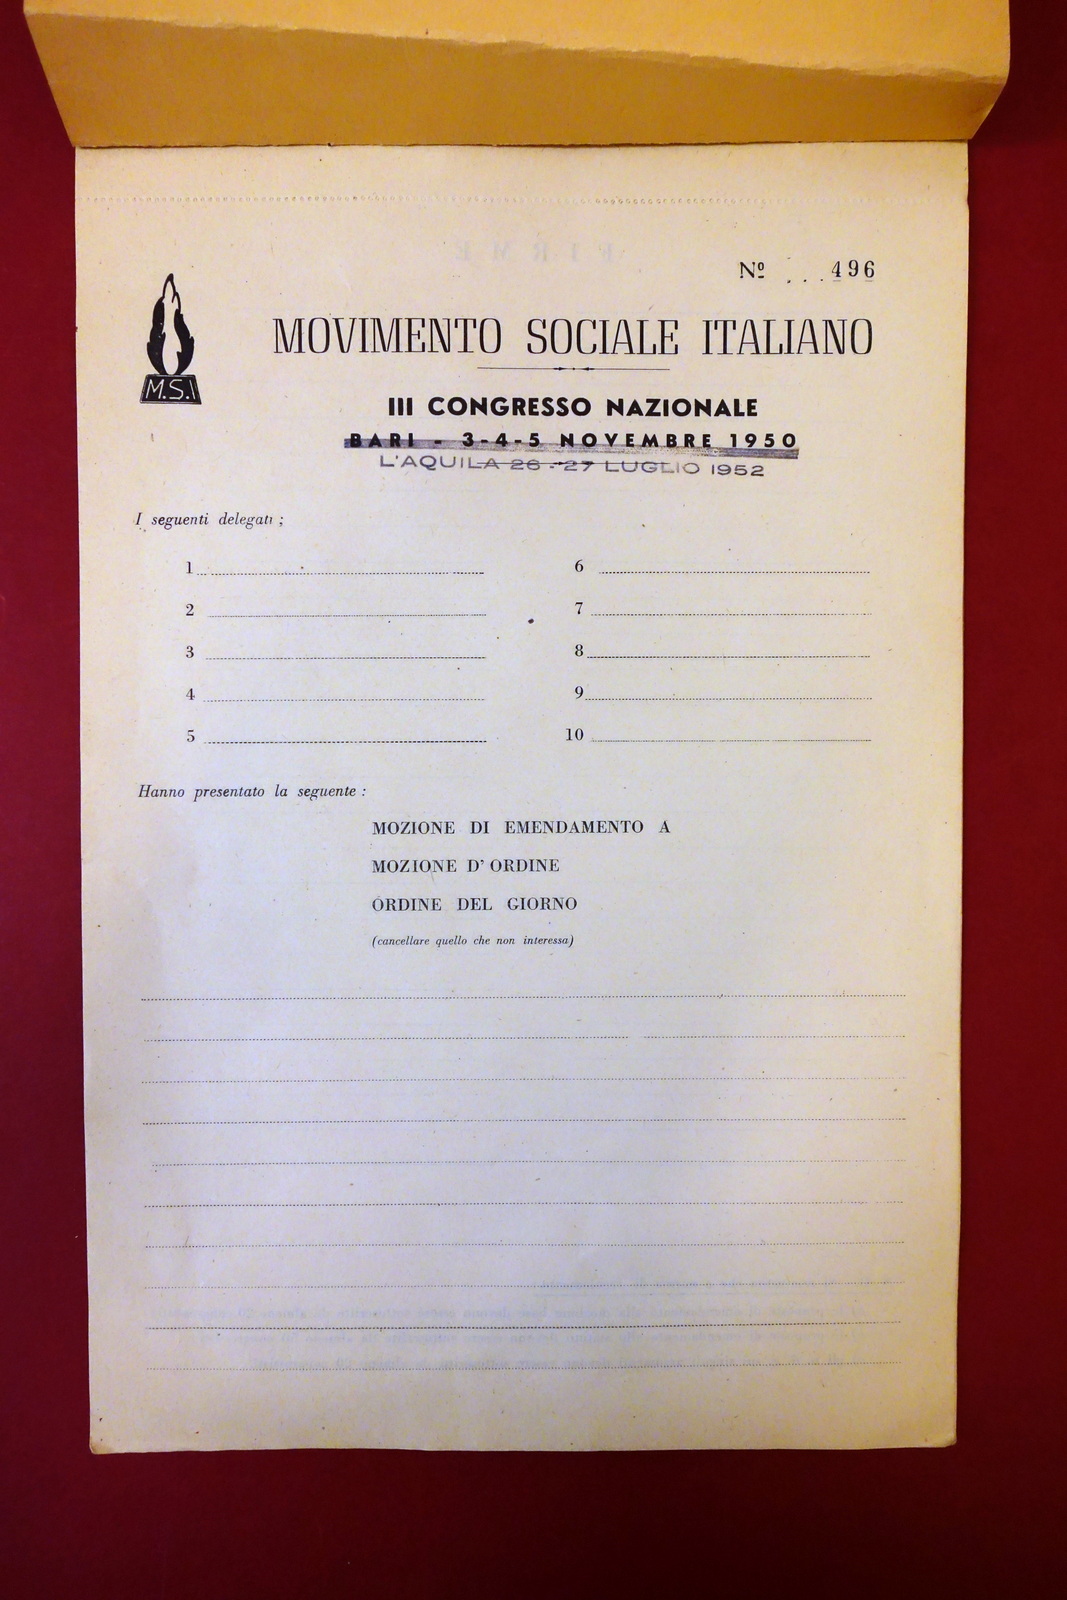 Nº ... 496
M.S.I
MOVIMENTO SOCIALE ITALIANO
III CONGRESSO NAZIONALE
BARI - 3-4-5 NOVEMBRE 1950
L'AQUILA 26-27 LUGLIO 1952
I seguenti delegati ;
1
2
3
4
5
6
7
8
9
10
Hanno presentato la seguente :
MOZIONE DI EMENDAMENTO A
MOZIONE D'ORDINE
ORDINE DEL GIORNO
(cancellare quello che non interessa)
FIRME